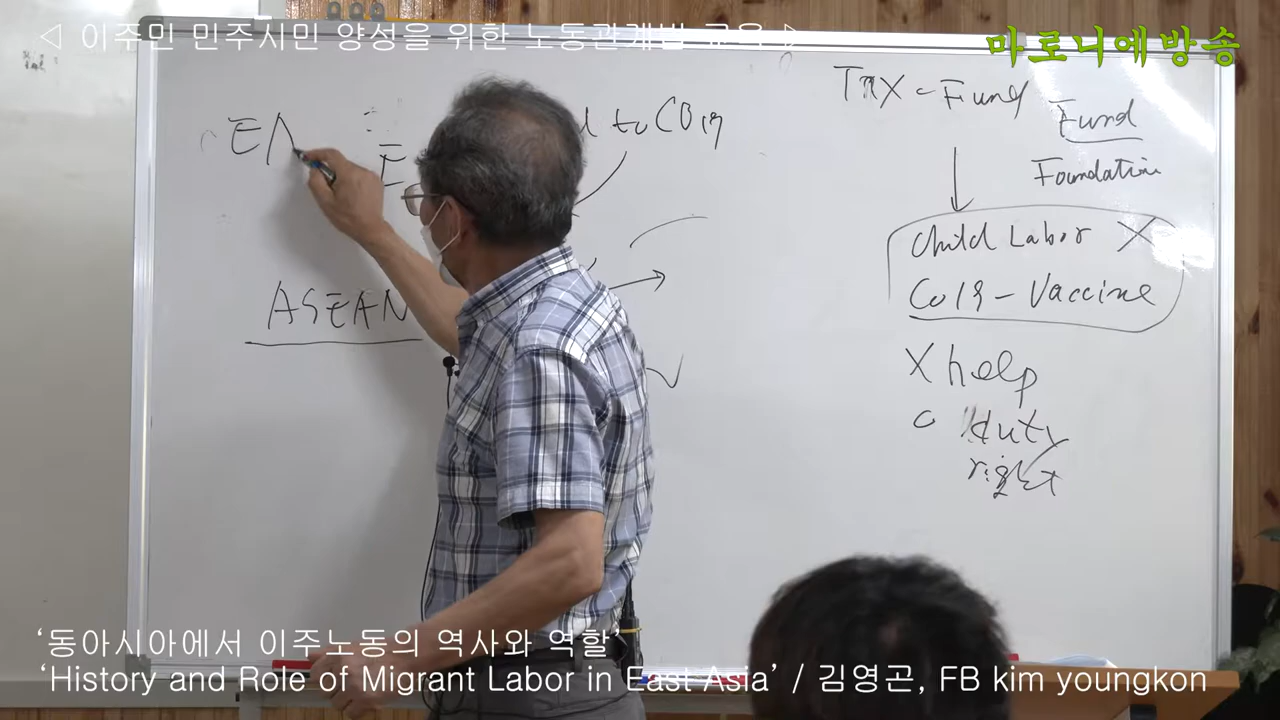 ◁ 이주민 민주시민 양성을 위한 노동관계법 교육 ▷
마로니에방송
TAX - Fund
Fund
Foundation
EA
to CO19
ASEAN
Child Labor X
Co19 - Vaccine
X help
O duty
right
‘동아시아에서 이주노동의 역사와 역할’
‘History and Role of Migrant Labor in East Asia’ / 김영곤, FB kim youngkon